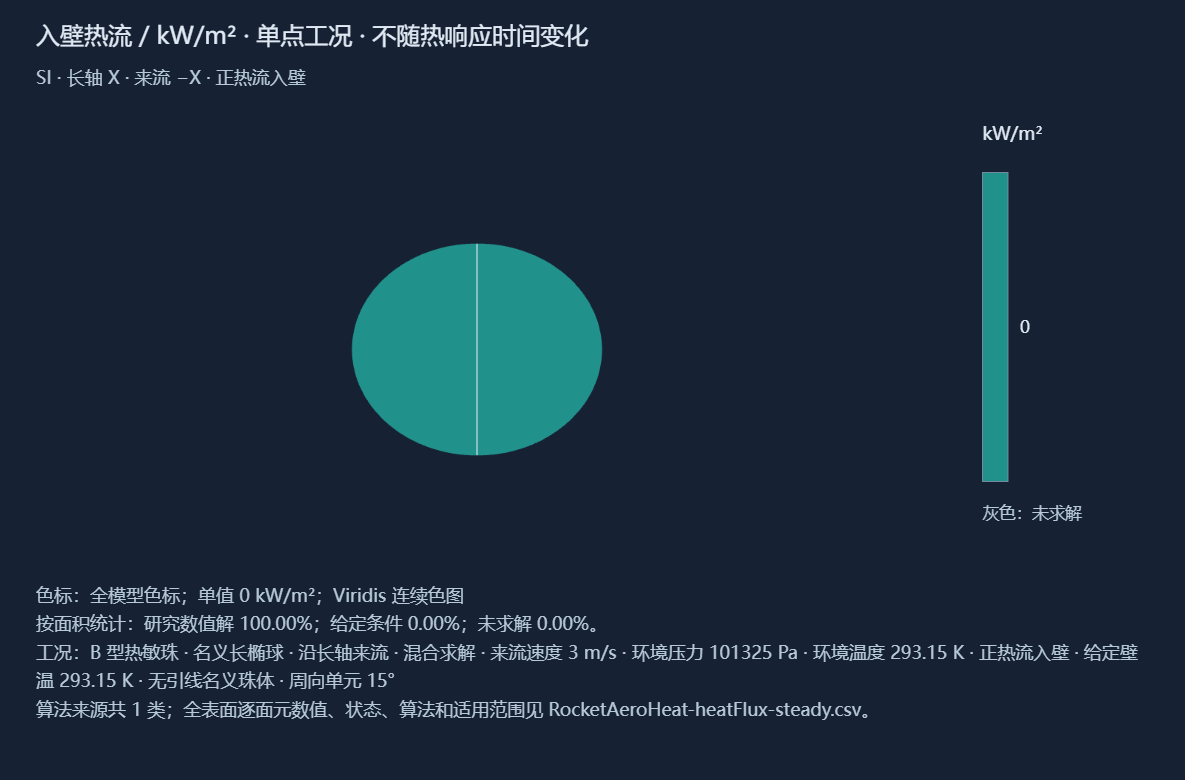 入壁热流 / kW/m² · 单点工况 · 不随热响应时间变化
SI · 长轴 X · 来流 −X · 正热流入壁
kW/m²
0
灰色：未求解
色标：全模型色标；单值 0 kW/m²；Viridis 连续色图
按面积统计：研究数值解 100.00%；给定条件 0.00%；未求解 0.00%。
工况：B 型热敏珠 · 名义长椭球 · 沿长轴来流 · 混合求解 · 来流速度 3 m/s · 环境压力 101325 Pa · 环境温度 293.15 K · 正热流入壁 · 给定壁
温 293.15 K · 无引线名义珠体 · 周向单元 15°
算法来源共 1 类；全表面逐面元数值、状态、算法和适用范围见 RocketAeroHeat-heatFlux-steady.csv。